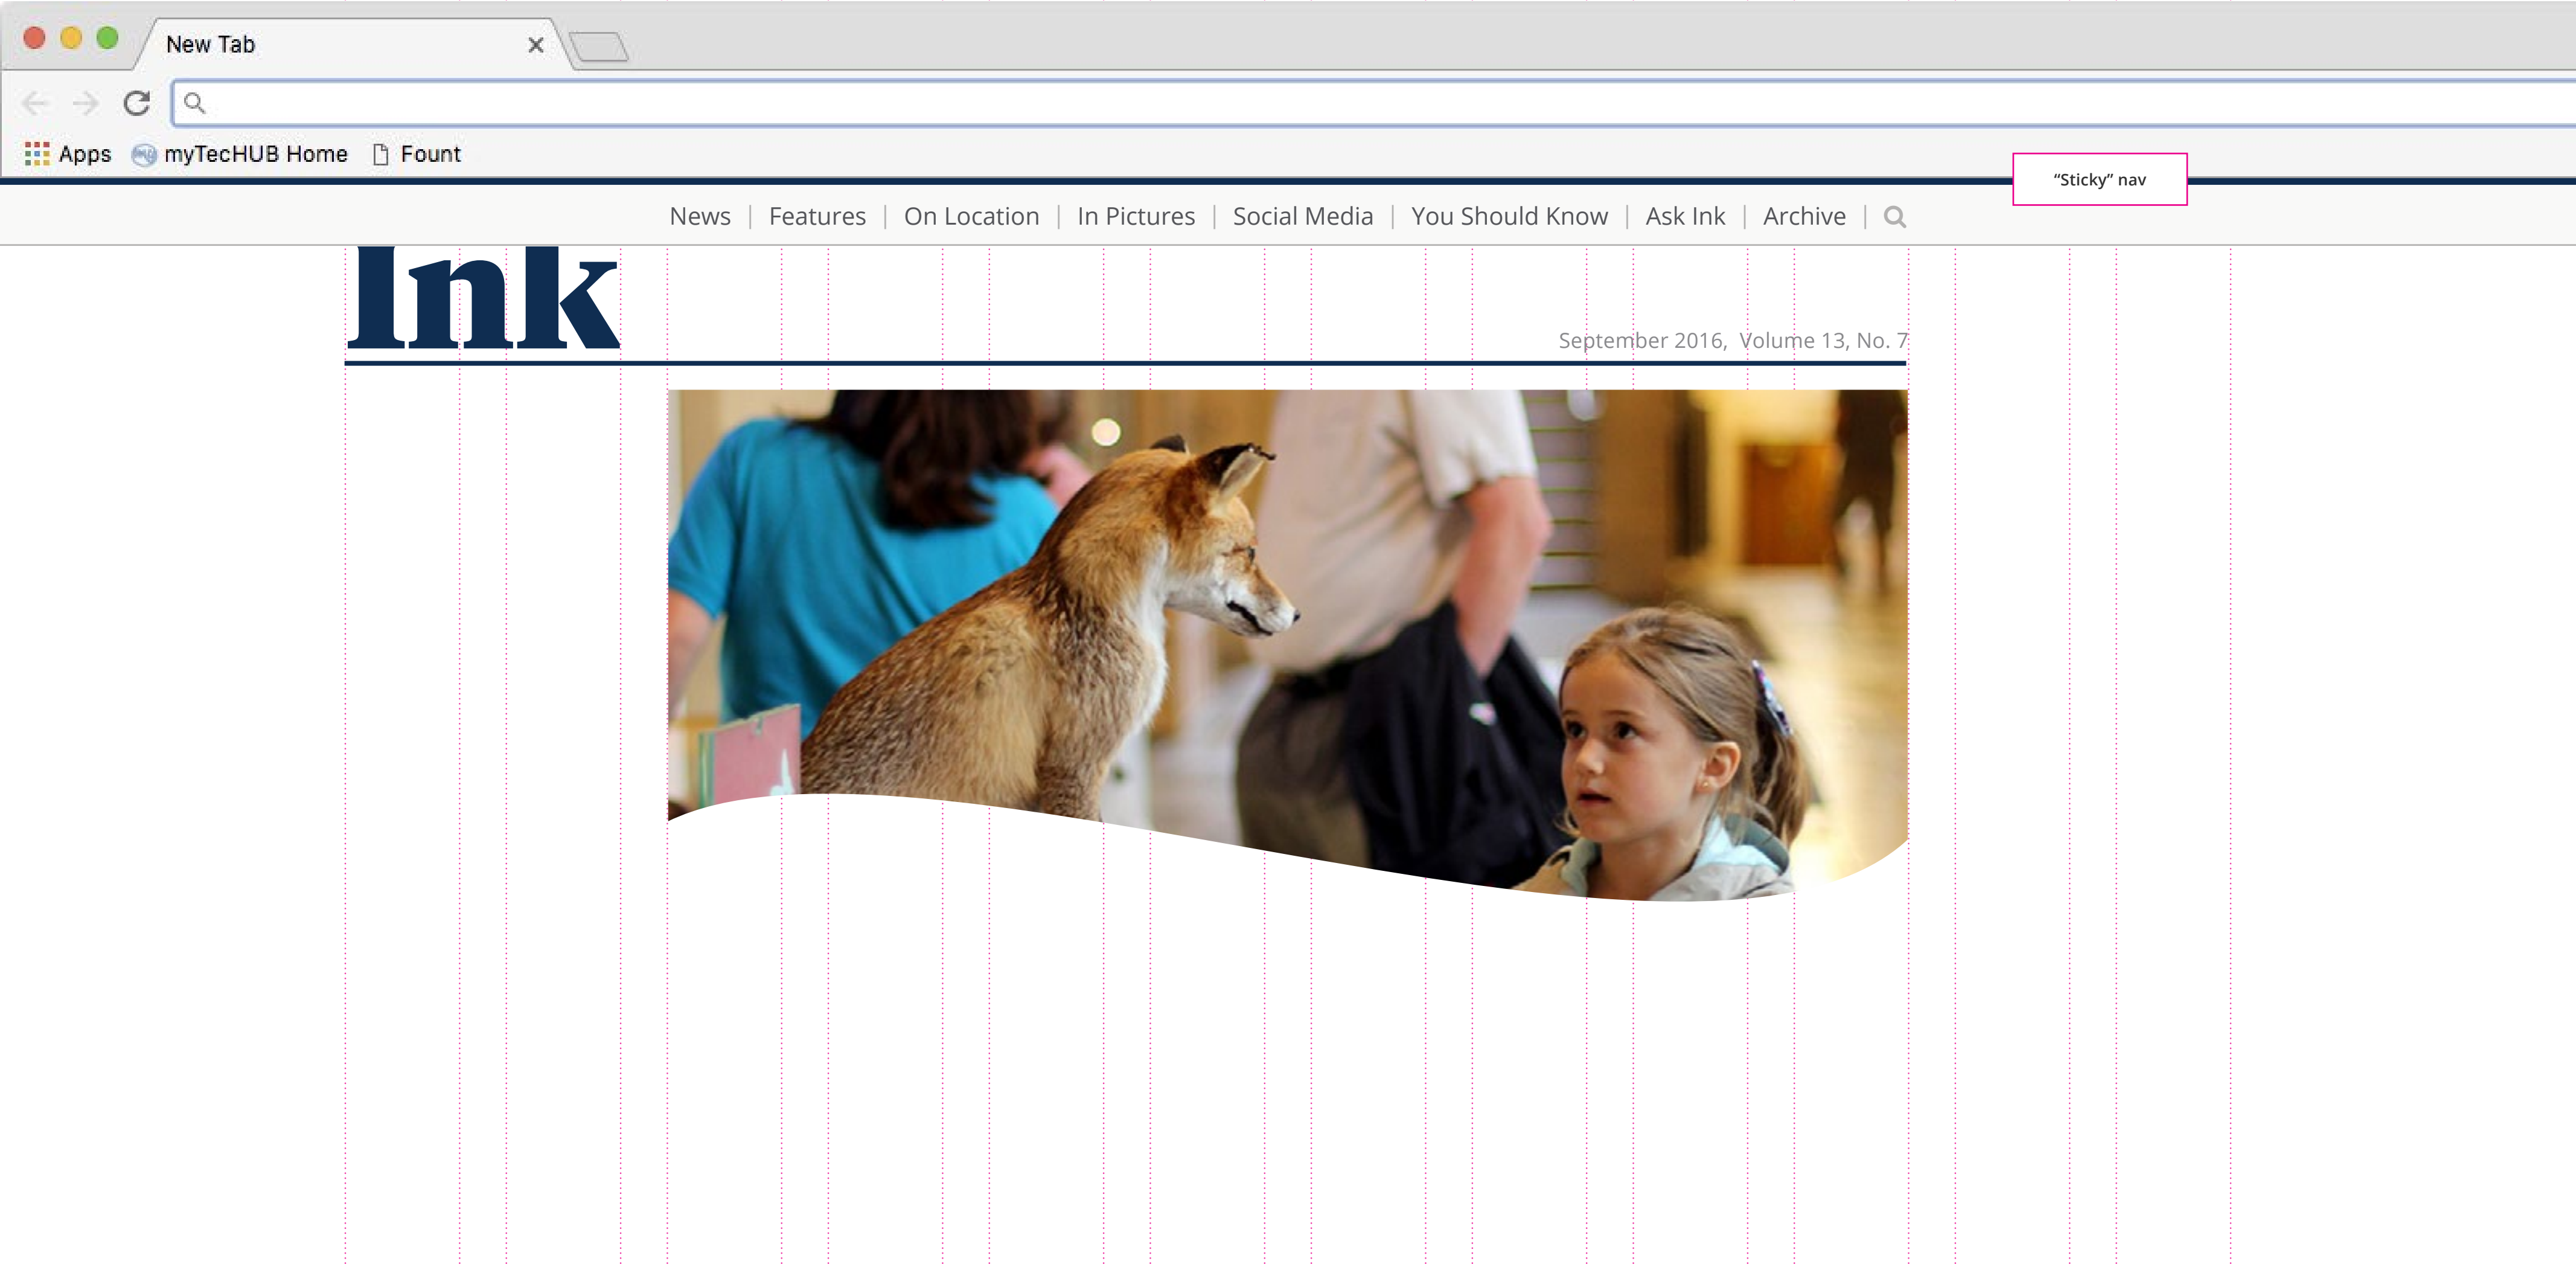 New Tab
Apps myTecHUB Home Fount
“Sticky” nav
News | Features | On Location | In Pictures | Social Media | You Should Know | Ask Ink | Archive |
Ink
September 2016, Volume 13, No. 7